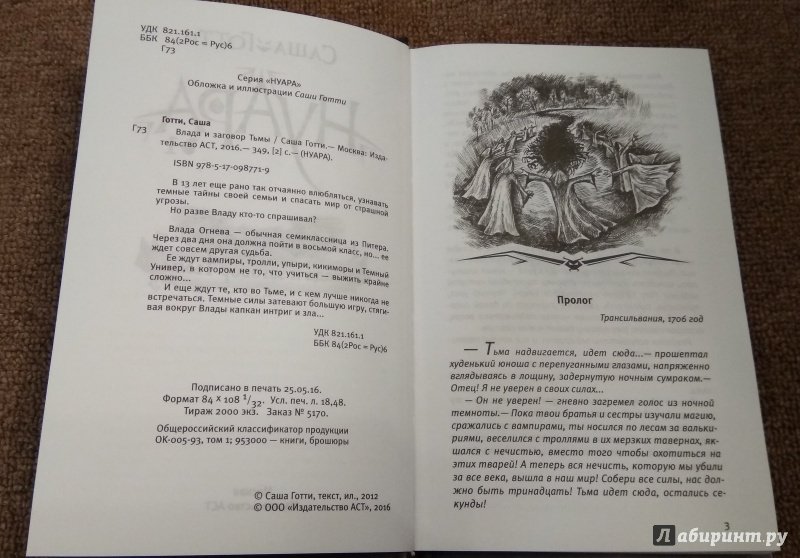 УДК 821.161.1
ББК 84(2Рос = Рус)6
Г73
Серия «НУАРА»
Обложка и иллюстрации Саши Готти
Готти, Саша
Г73 Влада и заговор Тьмы / Саша Готти.— Москва: Изда-
тельство АСТ, 2016.— 349, [2] с.— (НУАРА).
ISBN 978-5-17-098771-9
В 13 лет еще рано так отчаянно влюбляться, узнавать
темные тайны своей семьи и спасать мир от страшной
угрозы.
Но разве Владу кто-то спрашивал?
Влада Огнева — обычная семиклассница из Питера.
Через два дня она должна пойти в восьмой класс, но... ее
ждет совсем другая судьба.
Ее ждут вампиры, тролли, упыри, кикиморы и Темный
Универ, в котором не то, что учиться — выжить крайне
сложно...
И еще ждут те, кто во Тьме, и с кем лучше никогда не
встречаться. Темные силы затевают большую игру, стяги-
вая вокруг Влады капкан интриг и зла...
УДК 821.161.1
ББК 84(2Рос = Рус)6
Подписано в печать 25.05.16.
Формат 84 × 108 1/32. Усл. печ. л. 18,48.
Тираж 2000 экз. Заказ № 5170.
Общероссийский классификатор продукции
ОК-005-93, том 1; 953000 — книги, брошюры
© Саша Готти, текст, ил., 2012
© ООО «Издательство АСТ», 2016
Пролог
Трансильвания, 1706 год
— Тьма надвигается, идет сюда...— прошептал
худенький юноша с перепуганными глазами, напряженно
вглядываясь в лощину, задернутую ночным сумраком.—
Отец! Я не уверен в своих силах...
— Он не уверен! — гневно загремел голос из ночной
темноты.— Пока твои братья и сестры изучали магию,
сражались с вампирами, ты носился по лесам за вальки-
риями, веселился с троллями в их мерзких тавернах, як-
шался с нечистью, вместо того чтобы охотиться на
этих тварей! А теперь вся нечисть, которую мы убили
за все века, вышла в наш мир! Собери все силы, нас дол-
жно быть тринадцать! Тьма идет сюда, остались се-
кунды!
3
Лабиринт.ру